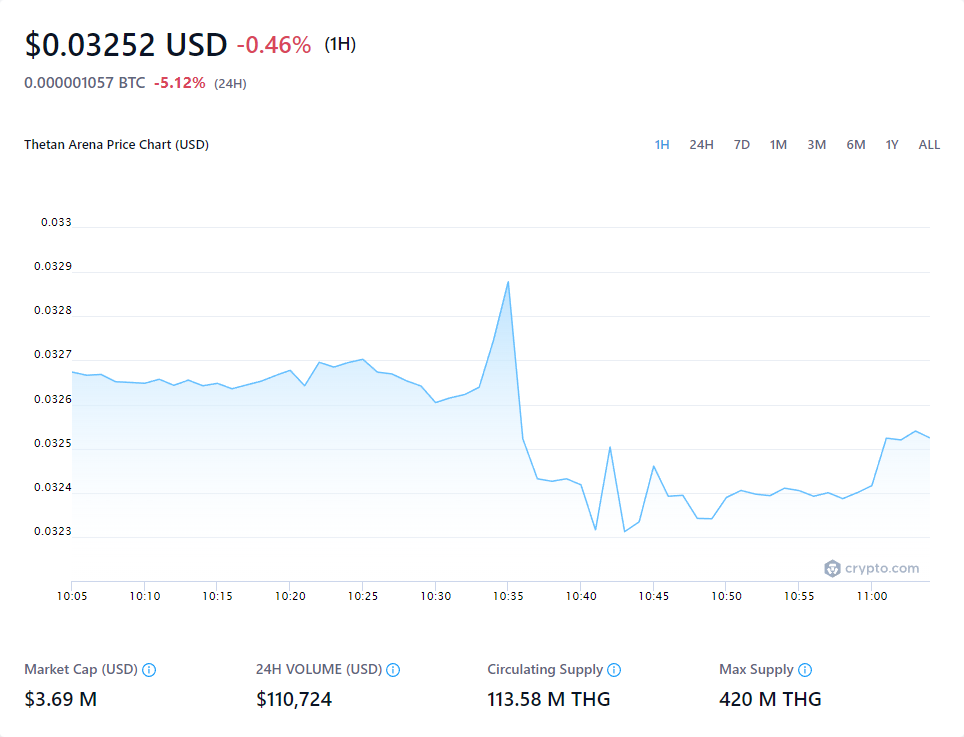 $0.03252 USD -0.46% (1H)
0.000001057 BTC -5.12% (24H)
Thetan Arena Price Chart (USD) 1H 24H 7D 1M 3M 6M 1Y ALL
0.033
0.0329
0.0328
0.0327
0.0326
0.0325
0.0324
0.0323
crypto.com
10:05 10:10 10:15 10:20 10:25 10:30 10:35 10:40 10:45 10:50 10:55 11:00
Market Cap (USD) 24H VOLUME (USD) Circulating Supply Max Supply
$3.69 M $110,724 113.58 M THG 420 M THG